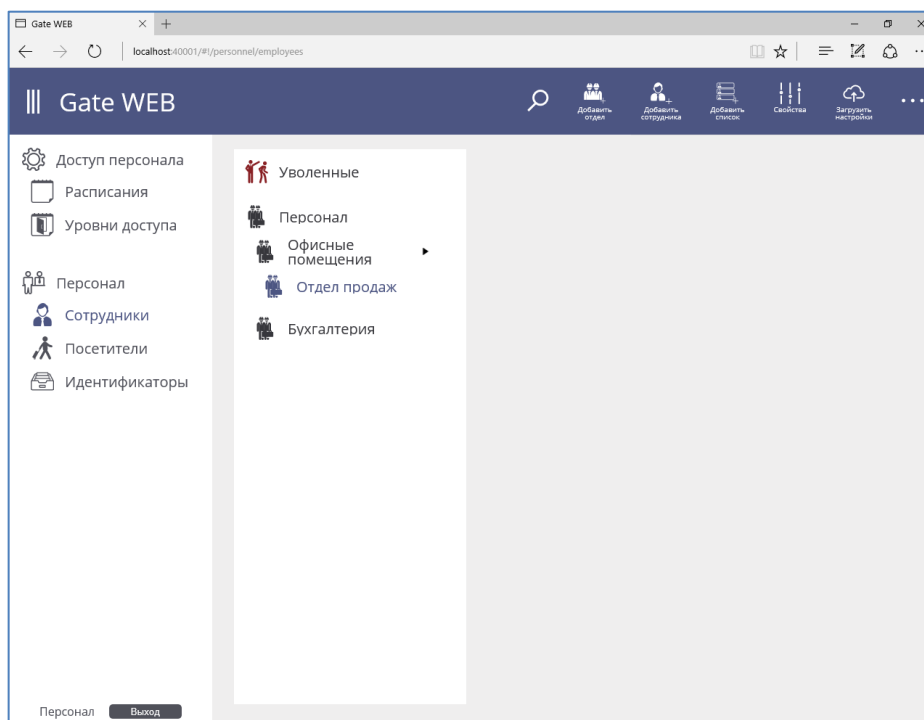 Gate WEB
localhost:40001/#!/personnel/employees
Gate WEB
Добавить
отдел
Добавить
сотрудника
Добавить
список
Свойства
Загрузить
настройки
Доступ персонала
Расписания
Уровни доступа
Персонал
Сотрудники
Посетители
Идентификаторы
Уволенные
Персонал
Офисные
помещения
Отдел продаж
Бухгалтерия
Персонал
Выход